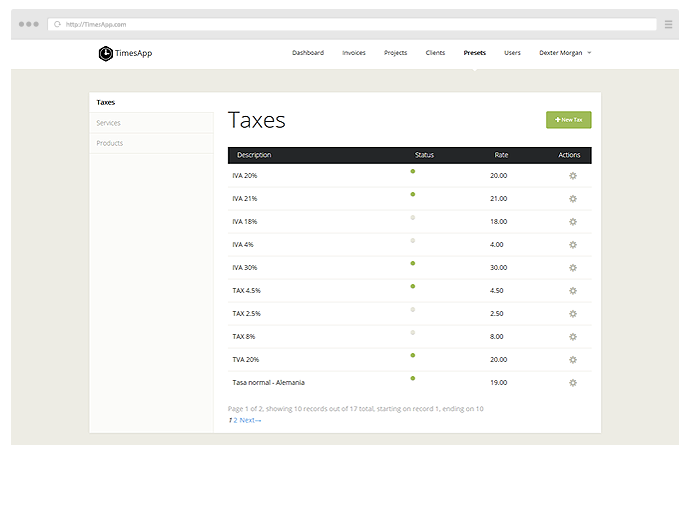 http://TimesApp.com
TimesApp Dashboard Invoices Projects Clients Presets Users Dexter Morgan
Taxes
Services
Products
Taxes
+ New Tax
Description Status Rate Actions
IVA 20% 20.00
IVA 21% 21.00
IVA 18% 18.00
IVA 4% 4.00
IVA 30% 30.00
TAX 4.5% 4.50
TAX 2.5% 2.50
TAX 8% 8.00
TVA 20% 20.00
Tasa normal - Alemania 19.00
Page 1 of 2, showing 10 records out of 17 total, starting on record 1, ending on 10
1 2 Next→